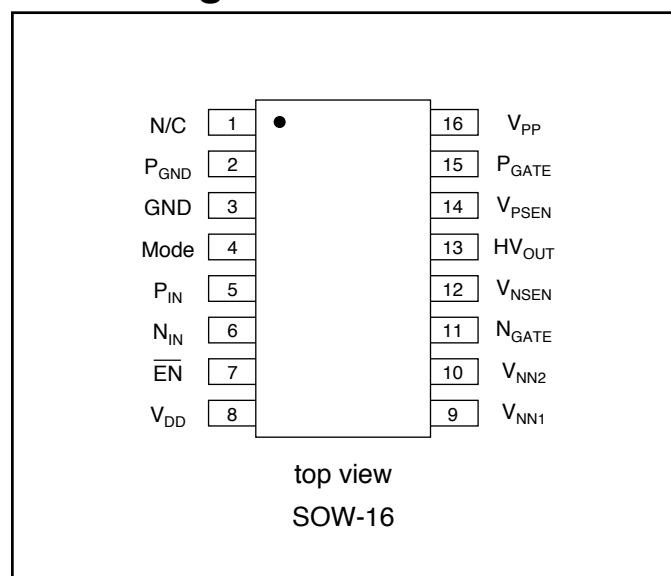 g
N/C 1 16 VPP
PGND 2 15 PGATE
GND 3 14 VPSEN
Mode 4 13 HVOUT
PIN 5 12 VNSEN
NIN 6 11 NGATE
EN 7 10 VNN2
VDD 8 9 VNN1
top view
SOW-16